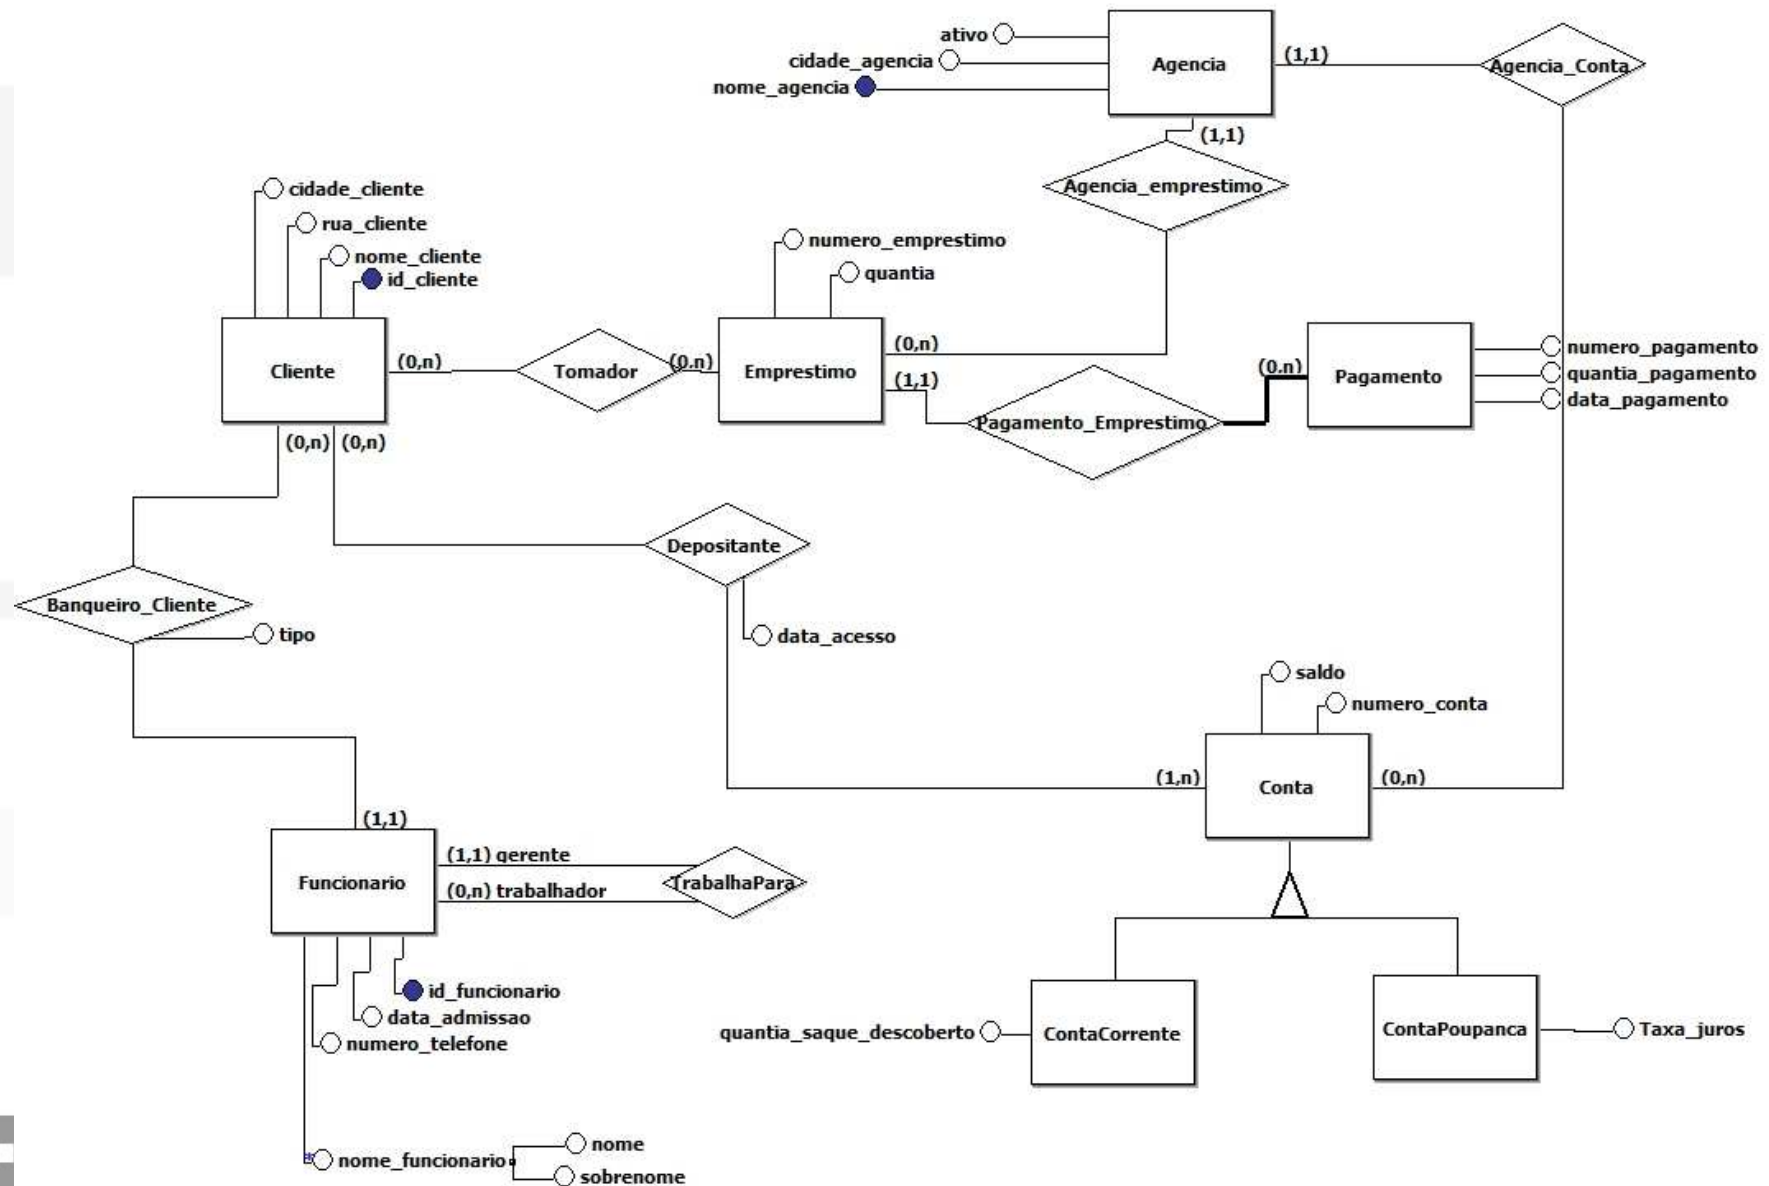 ativo
cidade_agencia
nome_agencia
Agencia
(1,1)
Agencia_Conta
(1,1)
Agencia_emprestimo
cidade_cliente
rua_cliente
nome_cliente
id_cliente
numero_emprestimo
quantia
Cliente
(0,n)
Tomador
(0,n)
Emprestimo
(0,n)
(1,1)
Pagamento_Emprestimo
(0,n)
Pagamento
numero_pagamento
quantia_pagamento
data_pagamento
(0,n)
(0,n)
Depositante
data_acesso
Banqueiro_Cliente
tipo
saldo
numero_conta
(1,n)
Conta
(0,n)
(1,1)
Funcionario
(1,1) gerente
(0,n) trabalhador
TrabalhaPara
id_funcionario
data_admissao
numero_telefone
nome_funcionario
nome
sobrenome
quantia_saque_descoberto
ContaCorrente
ContaPoupanca
Taxa_juros